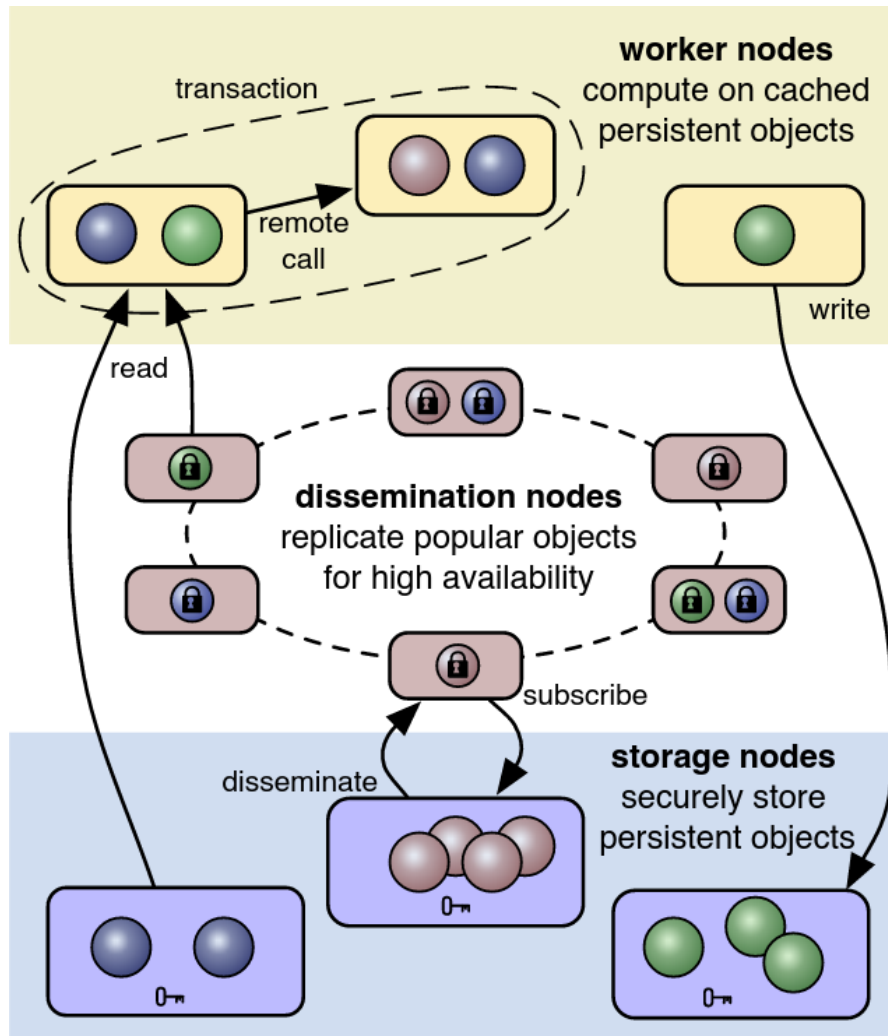 worker nodes
compute on cached
persistent objects
transaction
remote
call
write
read
dissemination nodes
replicate popular objects
for high availability
subscribe
disseminate
storage nodes
securely store
persistent objects